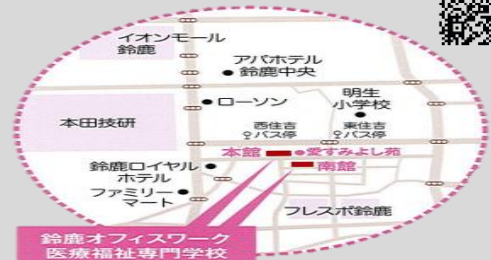 イオンモール
鈴鹿
アパホテル
鈴鹿中央
ローソン
明生
小学校
本田技研
西住吉
バス停
東住吉
バス停
本館
愛すみよし苑
南館
鈴鹿ロイヤル
ホテル
ファミリー
マート
フレスポ鈴鹿
鈴鹿オフィスワーク
医療福祉専門学校